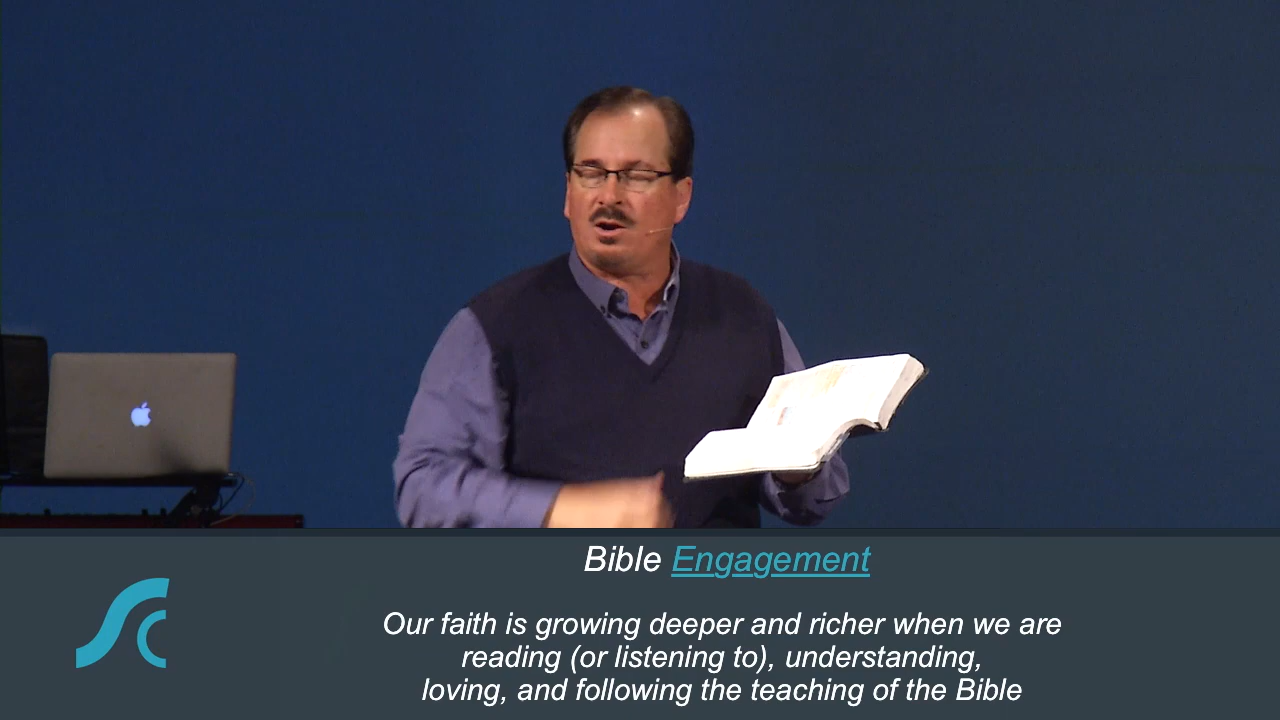 Bible Engagement
Our faith is growing deeper and richer when we are
reading (or listening to), understanding,
loving, and following the teaching of the Bible